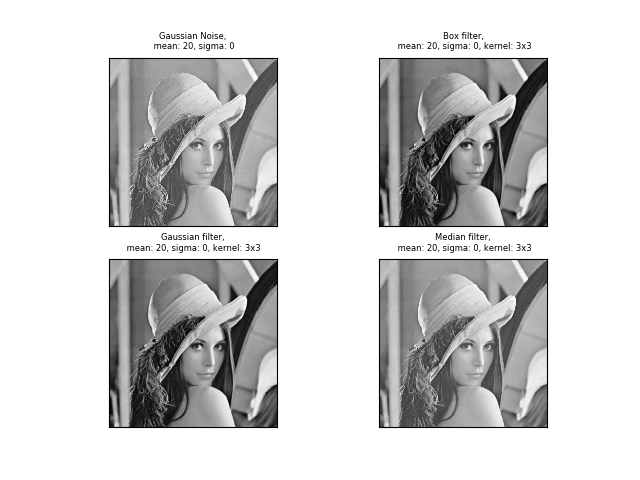 Gaussian Noise,
mean: 20, sigma: 0
Box filter,
mean: 20, sigma: 0, kernel: 3x3
Gaussian filter,
mean: 20, sigma: 0, kernel: 3x3
Median filter,
mean: 20, sigma: 0, kernel: 3x3